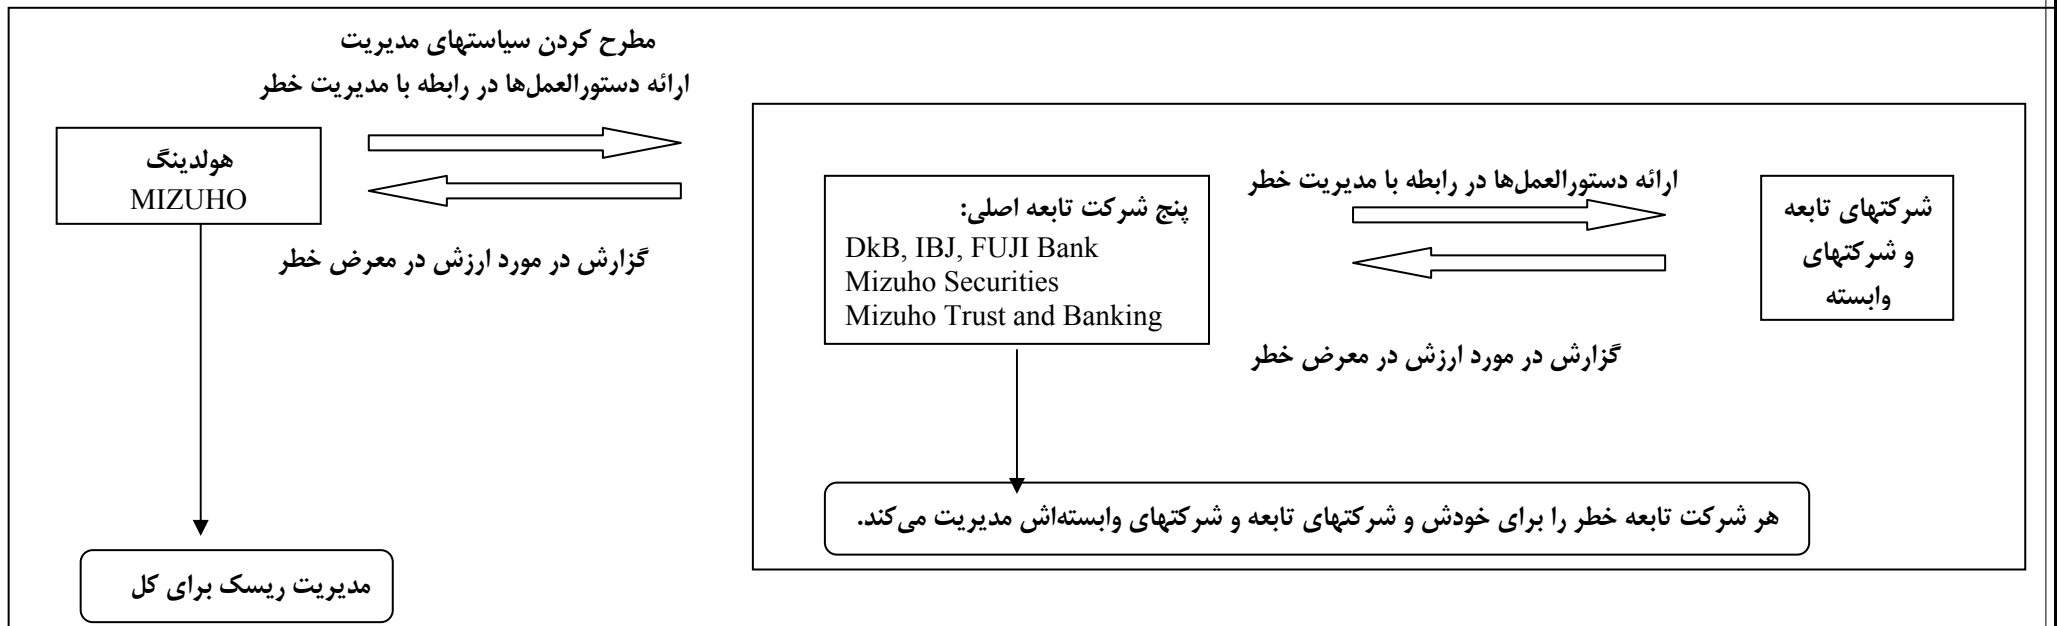 مطرح کردن سیاستهای مدیریت
ارائه دستورالعمل‌ها در رابطه با مدیریت خطر
هولدینگ
MIZUHO
گزارش در مورد ارزش در معرض خطر
مدیریت ریسک برای کل
پنج شرکت تابعه اصلی:
DkB, IBJ, FUJI Bank
Mizuho Securities
Mizuho Trust and Banking
ارائه دستورالعمل‌ها در رابطه با مدیریت خطر
گزارش در مورد ارزش در معرض خطر
شرکتهای تابعه
و شرکتهای
وابسته
هر شرکت تابعه خطر را برای خودش و شرکتهای تابعه و شرکتهای وابسته‌اش مدیریت می‌کند.